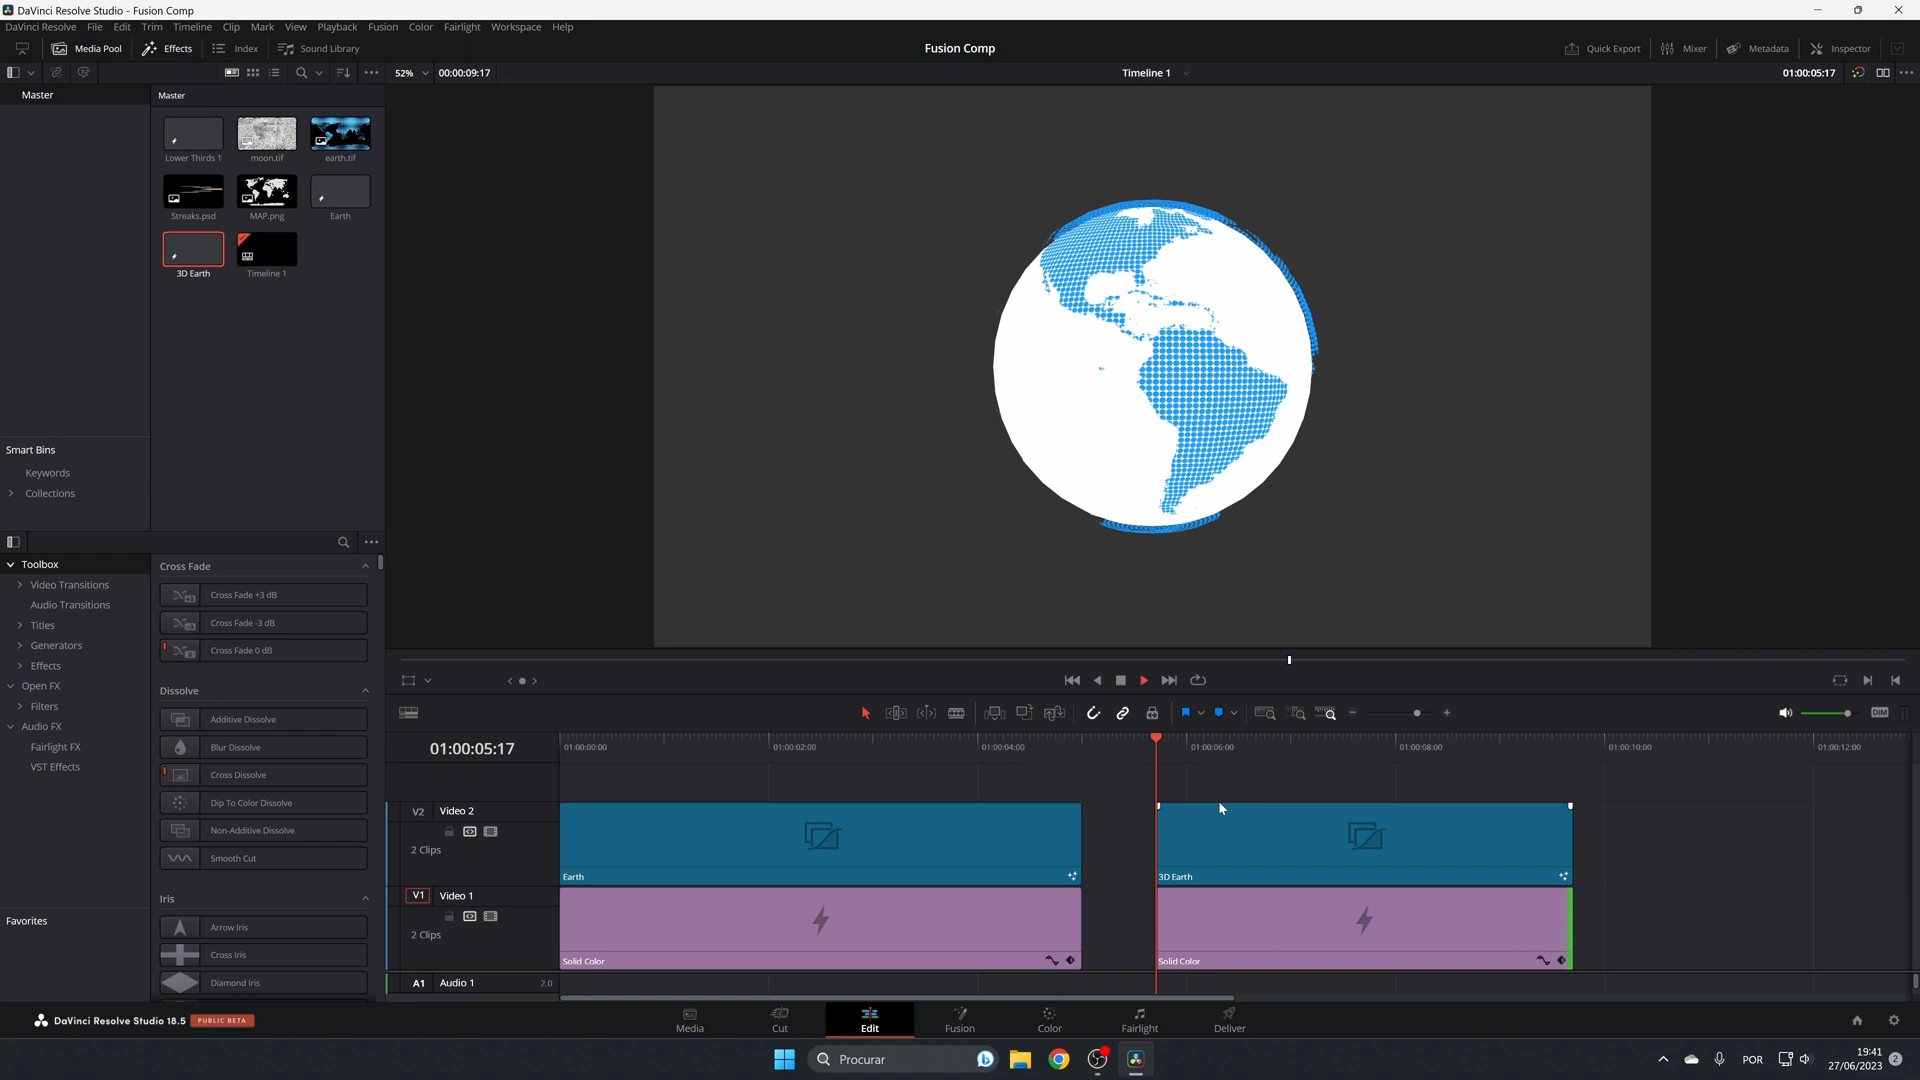 DaVinci Resolve Studio - Fusion Comp
DaVinci Resolve File Edit Trim Timeline Clip Mark View Playback Fusion Color Fairlight Workspace Help
Media Pool Effects Index Sound Library Fusion Comp Quick Export Mixer Metadata Inspector
52% 00:00:09:17 Timeline 1 01:00:05:17
Master Master
Lower Thirds 1 moon.tif earth.tif
Streaks.psd MAP.png Earth
3D Earth Timeline 1
Smart Bins
Keywords
Collections
Toolbox Cross Fade
Video Transitions Cross Fade +3 dB
Audio Transitions
Titles Cross Fade -3 dB
Generators Cross Fade 0 dB
Effects
Open FX Dissolve
Filters
Audio FX Additive Dissolve
Fairlight FX Blur Dissolve
VST Effects Cross Dissolve
Dip To Color Dissolve
Non-Additive Dissolve
Smooth Cut
Iris
Favorites Arrow Iris
Cross Iris
Diamond Iris
DIM
01:00:05:17 01:00:00:00 01:00:02:00 01:00:04:00 01:00:06:00 01:00:08:00 01:00:10:00 01:00:12:00
V2 Video 2
2 Clips
Earth 3D Earth
V1 Video 1
2 Clips
Solid Color Solid Color
A1 Audio 1 2.0
DaVinci Resolve Studio 18.5 PUBLIC BETA Media Cut Edit Fusion Color Fairlight Deliver
Procurar POR 19:41
27/06/2023 2